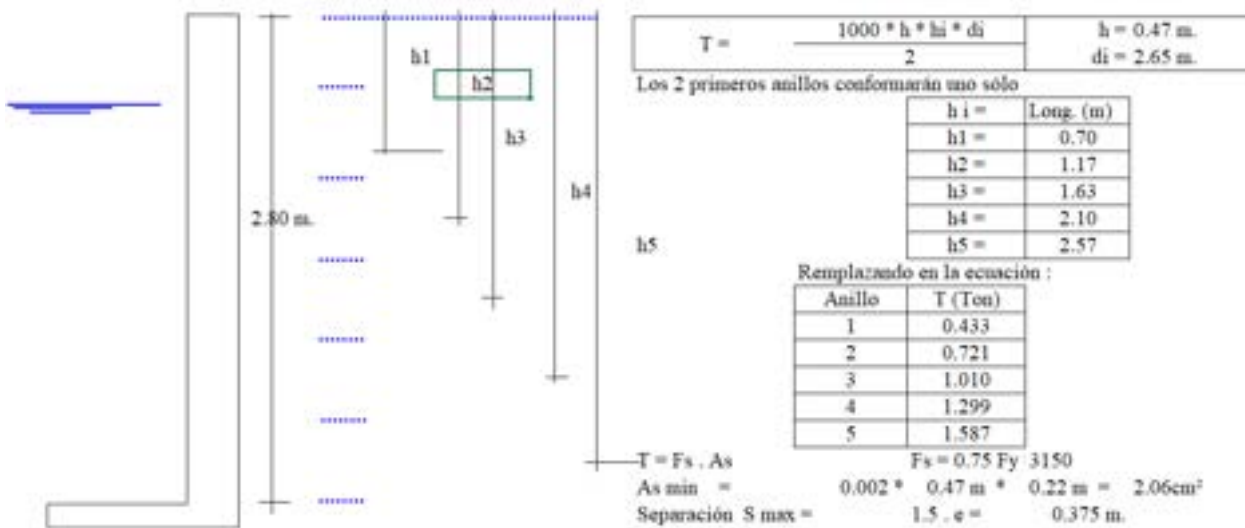 T = 1000 * h * hi * di h = 0.47 m.
2 di = 2.65 m.
Los 2 primeros anillos conformarán uno sólo
h1
h2
h3
h4
h5
2.80 m.
h i = Long. (m)
h1 = 0.70
h2 = 1.17
h3 = 1.63
h4 = 2.10
h5 = 2.57
Remplazando en la ecuación :
Anillo T (Ton)
1 0.433
2 0.721
3 1.010
4 1.299
5 1.587
T = Fs . As Fs = 0.75 Fy 3150
As min = 0.002 * 0.47 m * 0.22 m = 2.06cm²
Separación S max = 1.5 . e = 0.375 m.